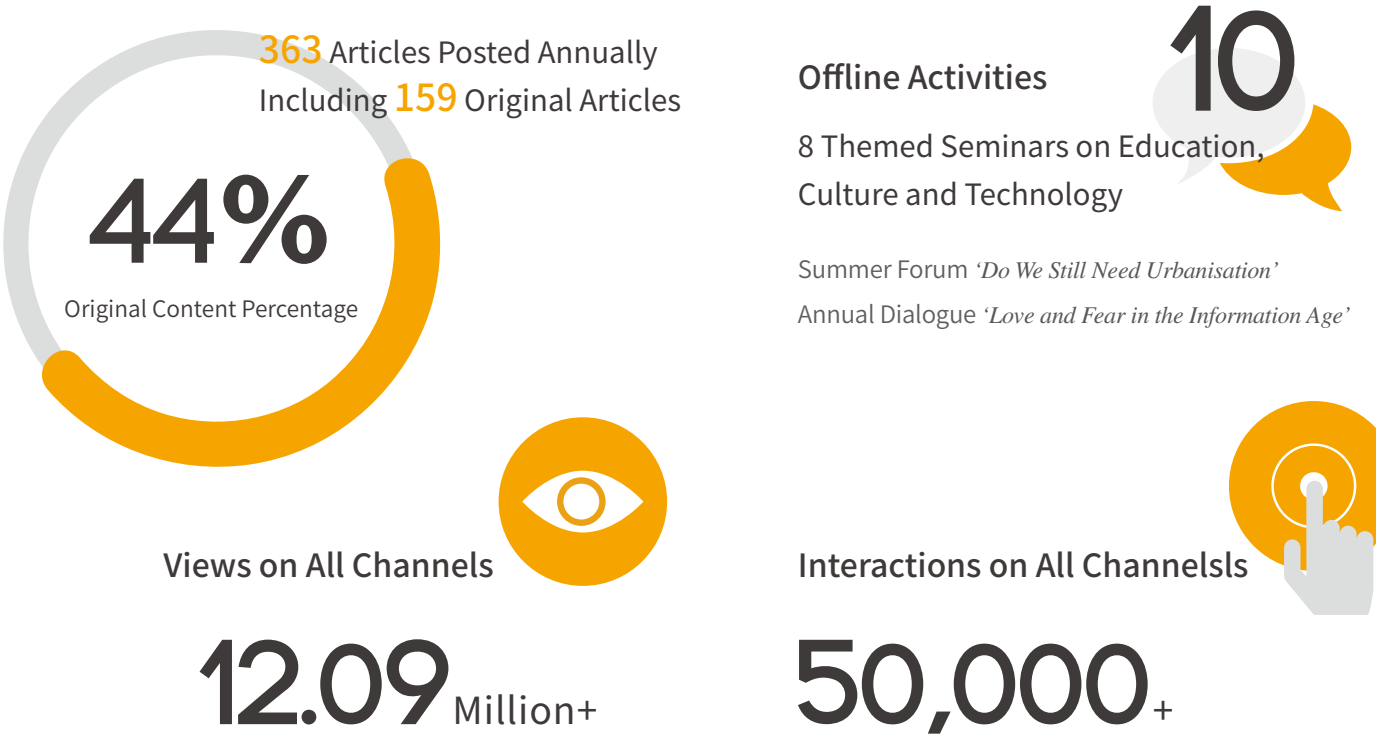 363 Articles Posted Annually
Including 159 Original Articles
44%
Original Content Percentage
Offline Activities
10
8 Themed Seminars on Education,
Culture and Technology
Summer Forum ‘Do We Still Need Urbanisation’
Annual Dialogue ‘Love and Fear in the Information Age’
Views on All Channels
12.09 Million+
Interactions on All Channelsls
50,000+